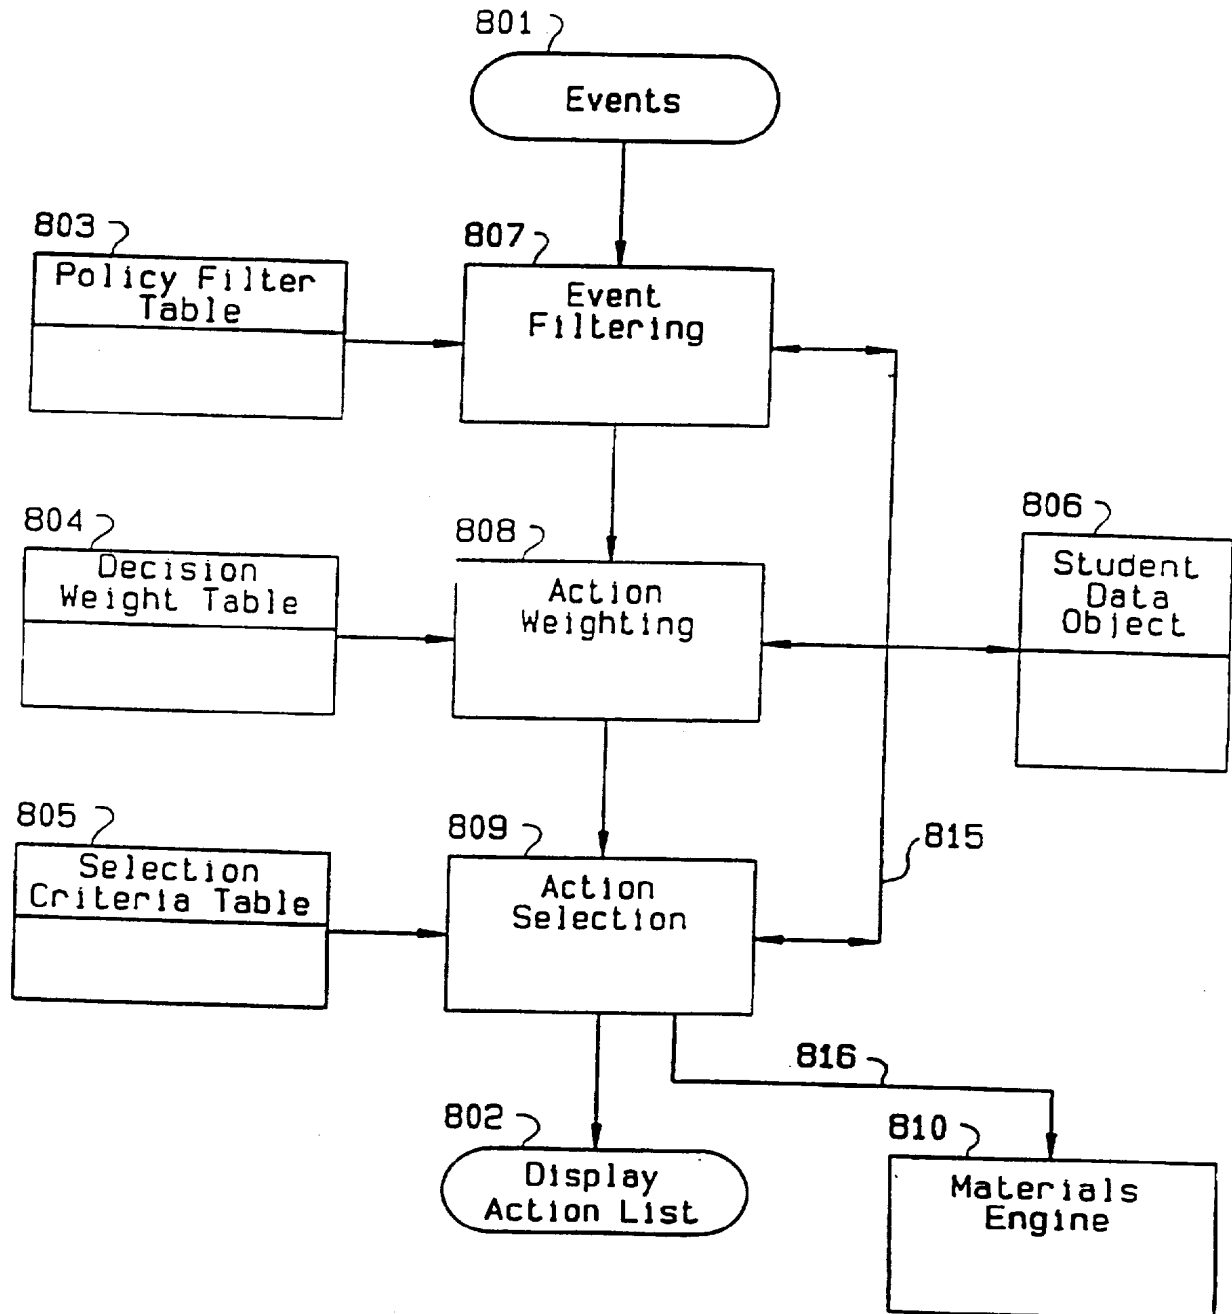 801
Events
803
Policy Filter
Table
807
Event
Filtering
804
Decision
Weight Table
808
Action
Weighting
806
Student
Data
Object
805
Selection
Criteria Table
809
Action
Selection
815
816
802
Display
Action List
810
Materials
Engine